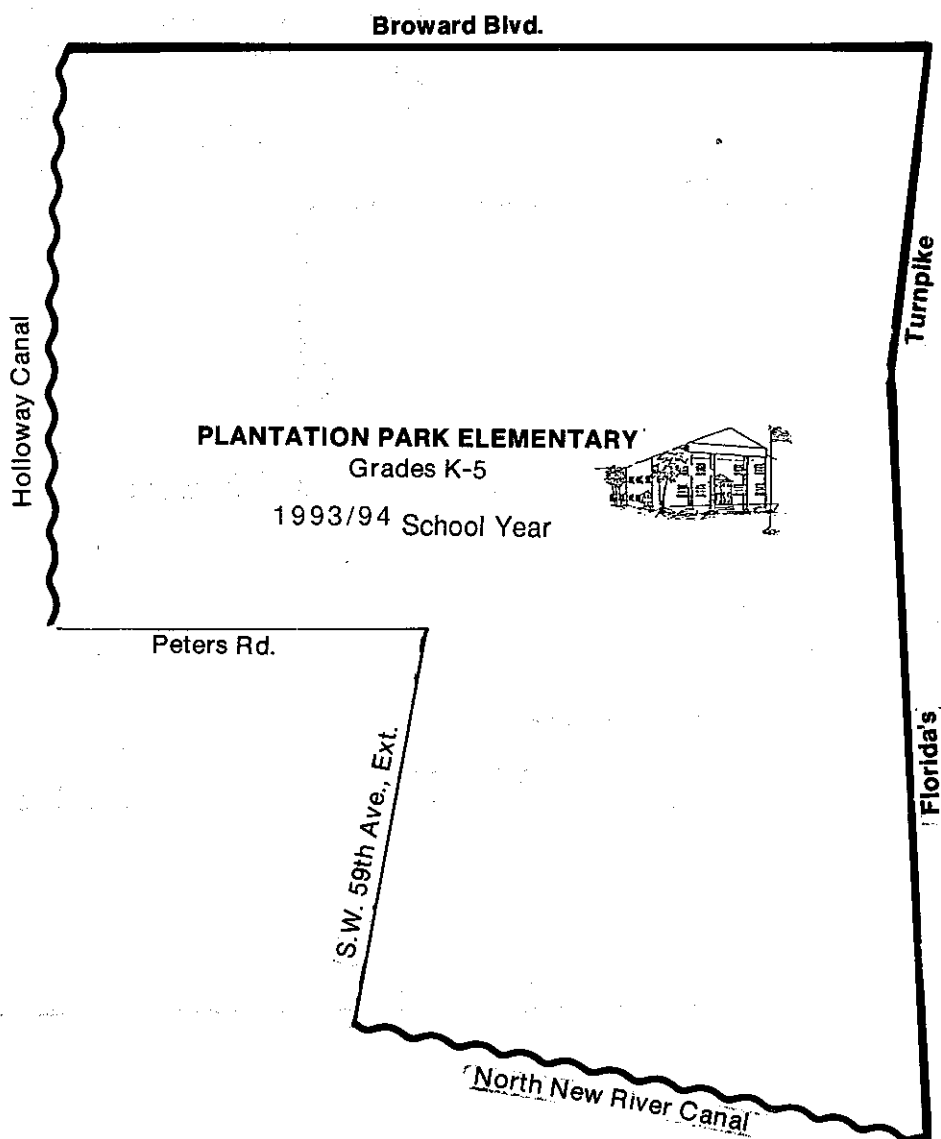 Broward Blvd.
Turnpike
Holloway Canal
PLANTATION PARK ELEMENTARY
Grades K-5
1993/94 School Year
Peters Rd.
S.W. 59th Ave., Ext.
Florida's
North New River Canal